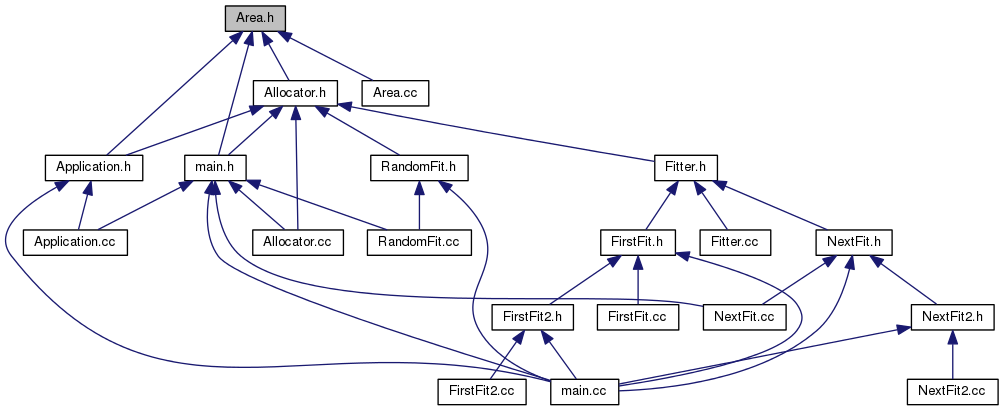 Area.h
Allocator.h
Area.cc
Application.h
main.h
RandomFit.h
Fitter.h
Application.cc
Allocator.cc
RandomFit.cc
FirstFit.h
Fitter.cc
NextFit.h
FirstFit2.h
FirstFit.cc
NextFit.cc
NextFit2.h
FirstFit2.cc
main.cc
NextFit2.cc